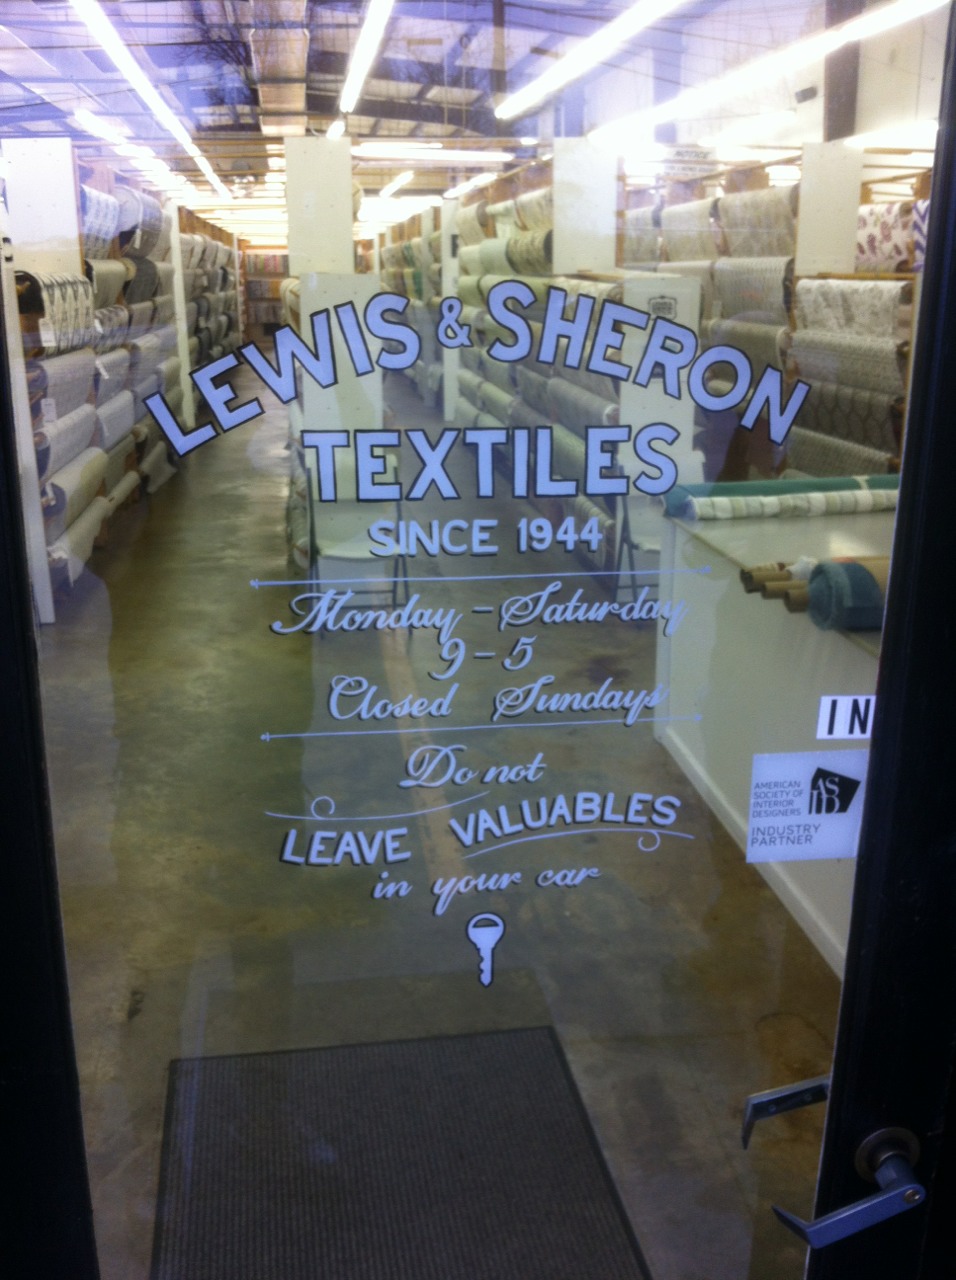 LEWIS & SHERON
TEXTILES
SINCE 1944
Monday - Saturday
9 - 5
Closed Sundays
Do not
LEAVE VALUABLES
in your car
IN
AMERICAN
SOCIETY OF
INTERIOR
DESIGNERS
ASID
INDUSTRY
PARTNER